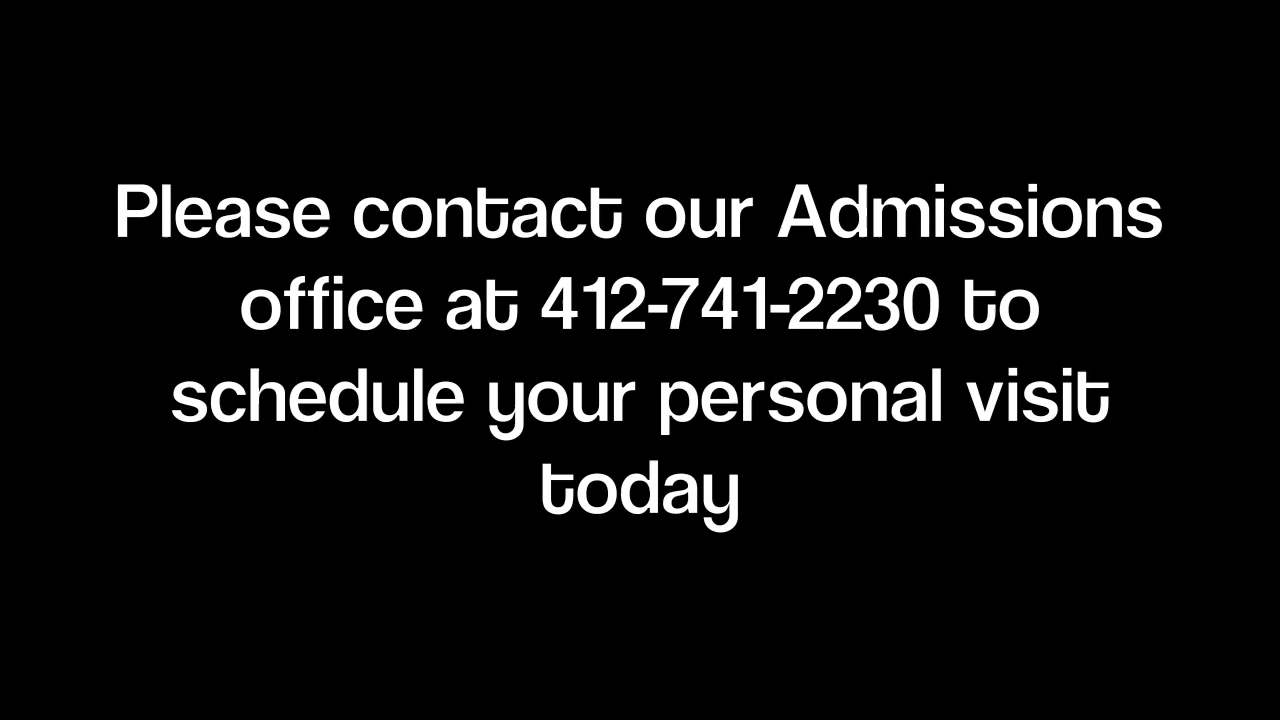 Please contact our Admissions
office at 412-741-2230 to
schedule your personal visit
today